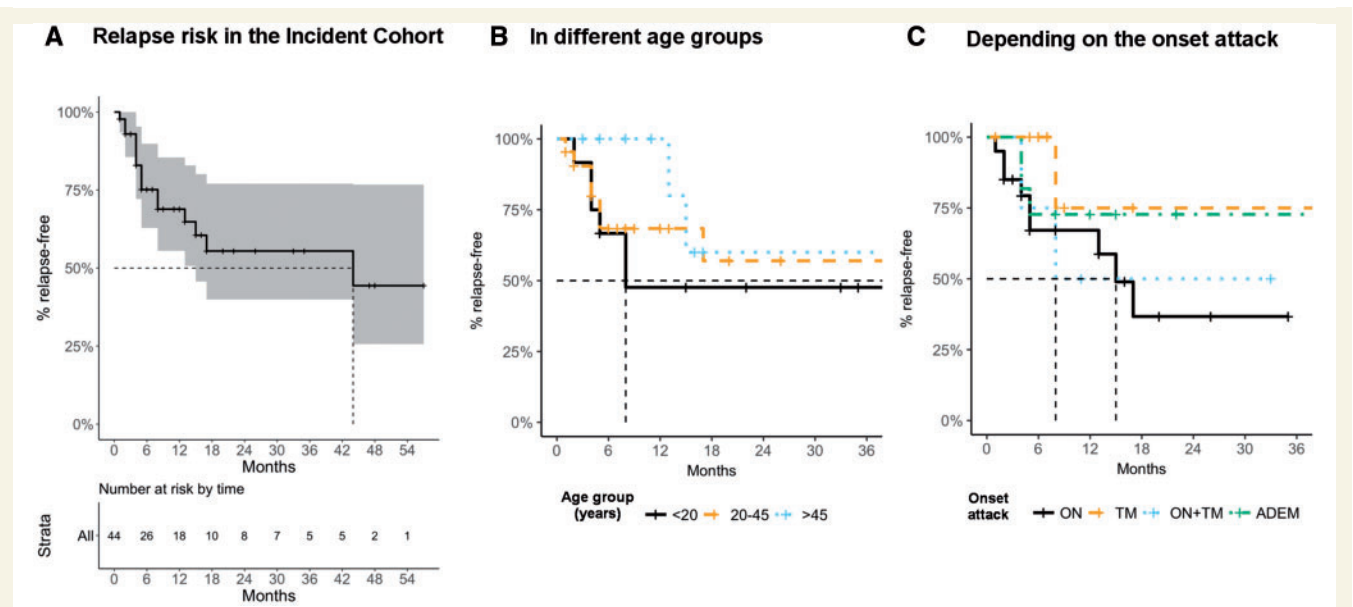 A Relapse risk in the Incident Cohort
100%
75%
50%
25%
0%
% relapse-free
0 6 12 18 24 30 36 42 48 54
Months
Number at risk by time
Strata
All 44 26 18 10 8 7 5 5 2 1
0 6 12 18 24 30 36 42 48 54
Months
B In different age groups
100%
75%
50%
25%
0%
% relapse-free
0 6 12 18 24 30 36
Months
Age group
(years) <20 20-45 >45
C Depending on the onset attack
100%
75%
50%
25%
0%
% relapse-free
0 6 12 18 24 30 36
Months
Onset
attack ON TM ON+TM ADEM